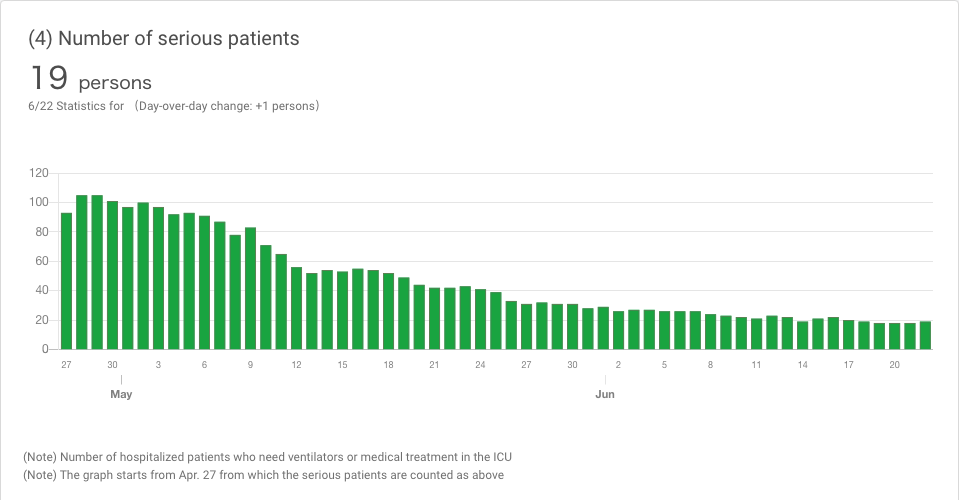 (4) Number of serious patients
19 persons
6/22 Statistics for （Day-over-day change: +1 persons）
120
100
80
60
40
20
0
27 30 3 6 9 12 15 18 21 24 27 30 2 5 8 11 14 17 20
May Jun
(Note) Number of hospitalized patients who need ventilators or medical treatment in the ICU
(Note) The graph starts from Apr. 27 from which the serious patients are counted as above